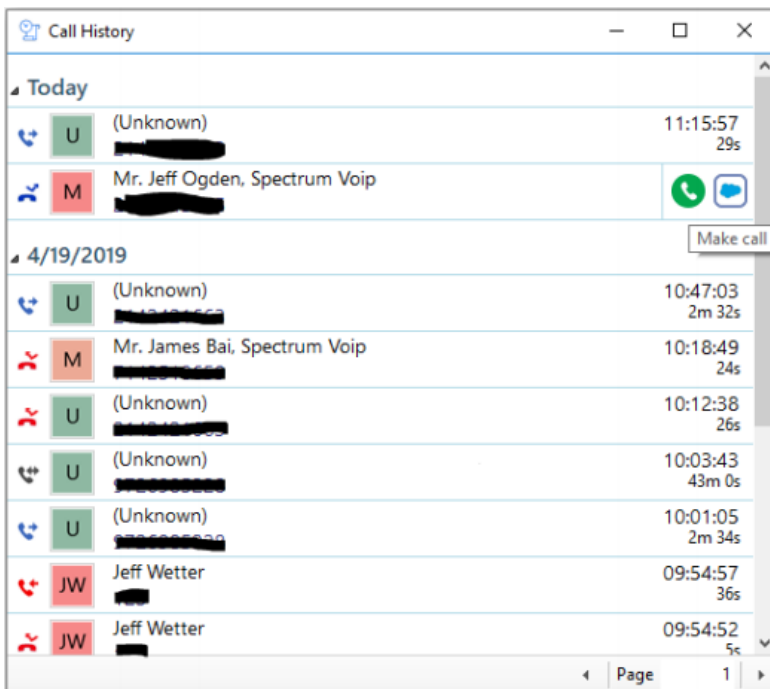 Call History
Today
U (Unknown) 11:15:57
29s
M Mr. Jeff Ogden, Spectrum Voip
Make call
4/19/2019
U (Unknown) 10:47:03
2m 32s
M Mr. James Bai, Spectrum Voip 10:18:49
24s
U (Unknown) 10:12:38
26s
U (Unknown) 10:03:43
43m 0s
U (Unknown) 10:01:05
2m 34s
JW Jeff Wetter 09:54:57
36s
JW Jeff Wetter 09:54:52
5s
Page 1